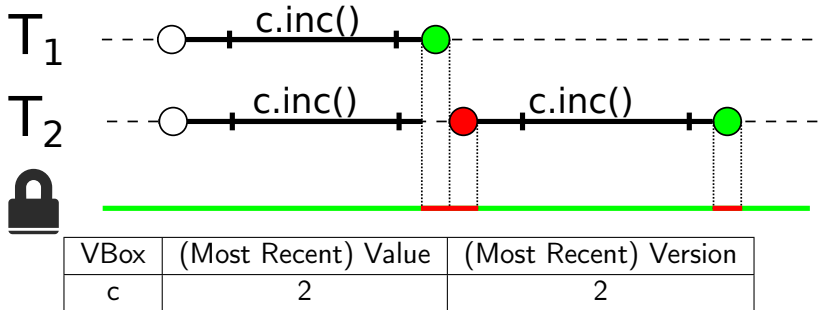 T1 c.inc()
T2 c.inc() c.inc()
VBox (Most Recent) Value (Most Recent) Version
c 2 2